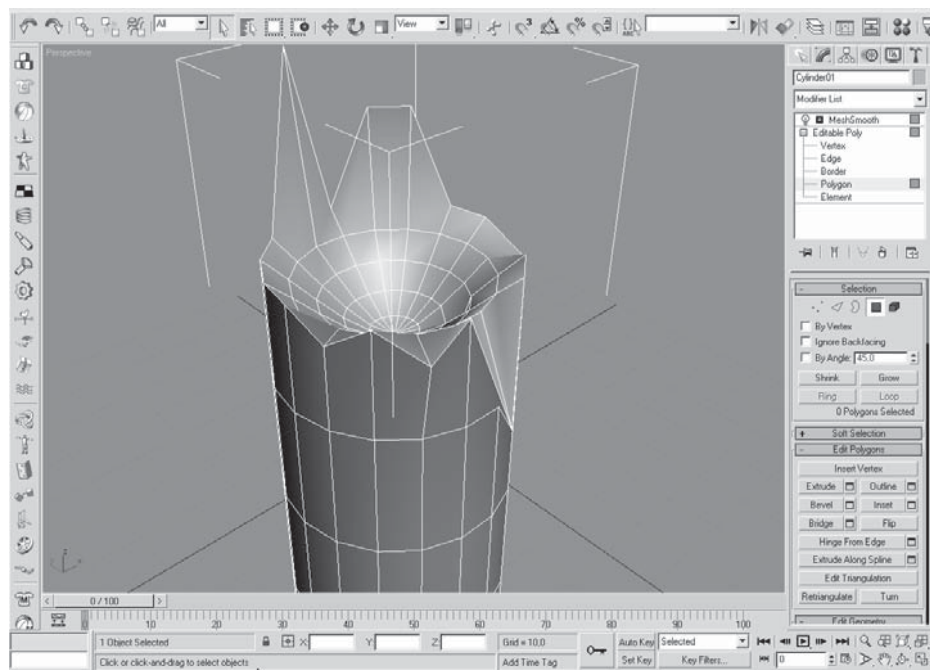 All
View
3
ABC
Perspective
Cylinder01
Modifier List
MeshSmooth
Editable Poly
Vertex
Edge
Border
Polygon
Element
- Selection
By Vertex
Ignore Backfacing
By Angle: 45.0
Shrink Grow
Ring Loop
0 Polygons Selected
+ Soft Selection
- Edit Polygons
Insert Vertex
Extrude Outline
Bevel Inset
Bridge Flip
Hinge From Edge
Extrude Along Spline
Edit Triangulation
Retriangulate Turn
- Edit Geometry
< 0 / 100 >
0 10 20 30 40 50 60 70 80 90 100
1 Object Selected X: Y: Z: Grid = 10.0 Auto Key Selected
Click or click-and-drag to select objects Add Time Tag Set Key Key Filters... 0